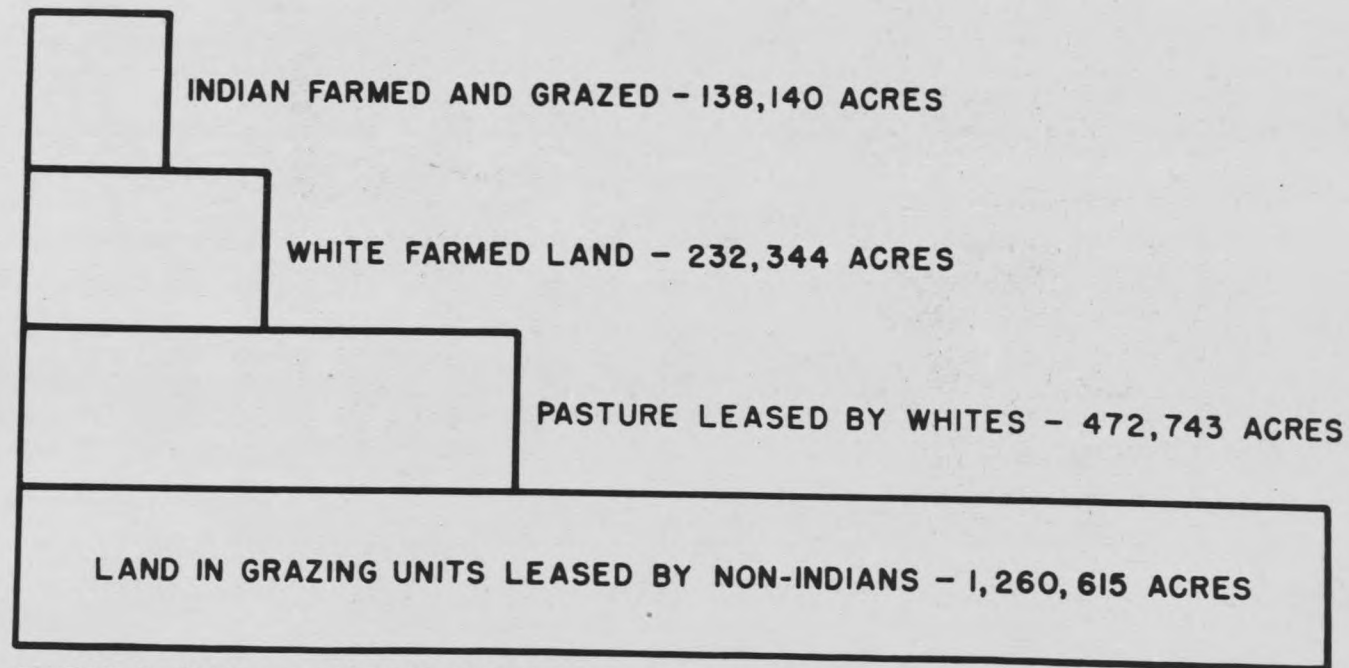 INDIAN FARMED AND GRAZED - 138,140 ACRES
WHITE FARMED LAND - 232,344 ACRES
PASTURE LEASED BY WHITES - 472,743 ACRES
LAND IN GRAZING UNITS LEASED BY NON-INDIANS - 1,260,615 ACRES